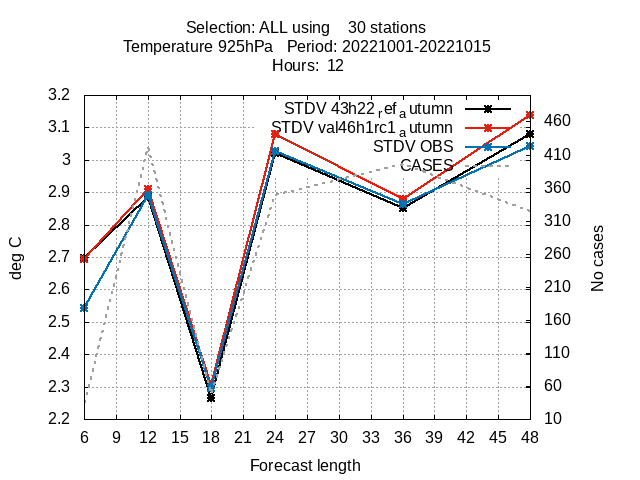 Selection: ALL using    30 stations
Temperature 925hPa   Period: 20221001-20221015
Hours:  12
STDV 43h22_ref_autumn
STDV val46h1rc1_autumn
STDV OBS
CASES
3.2
3.1
3
2.9
2.8
2.7
2.6
2.5
2.4
2.3
2.2
deg C
460
410
360
310
260
210
160
110
60
10
No cases
6 9 12 15 18 21 24 27 30 33 36 39 42 45 48
Forecast length